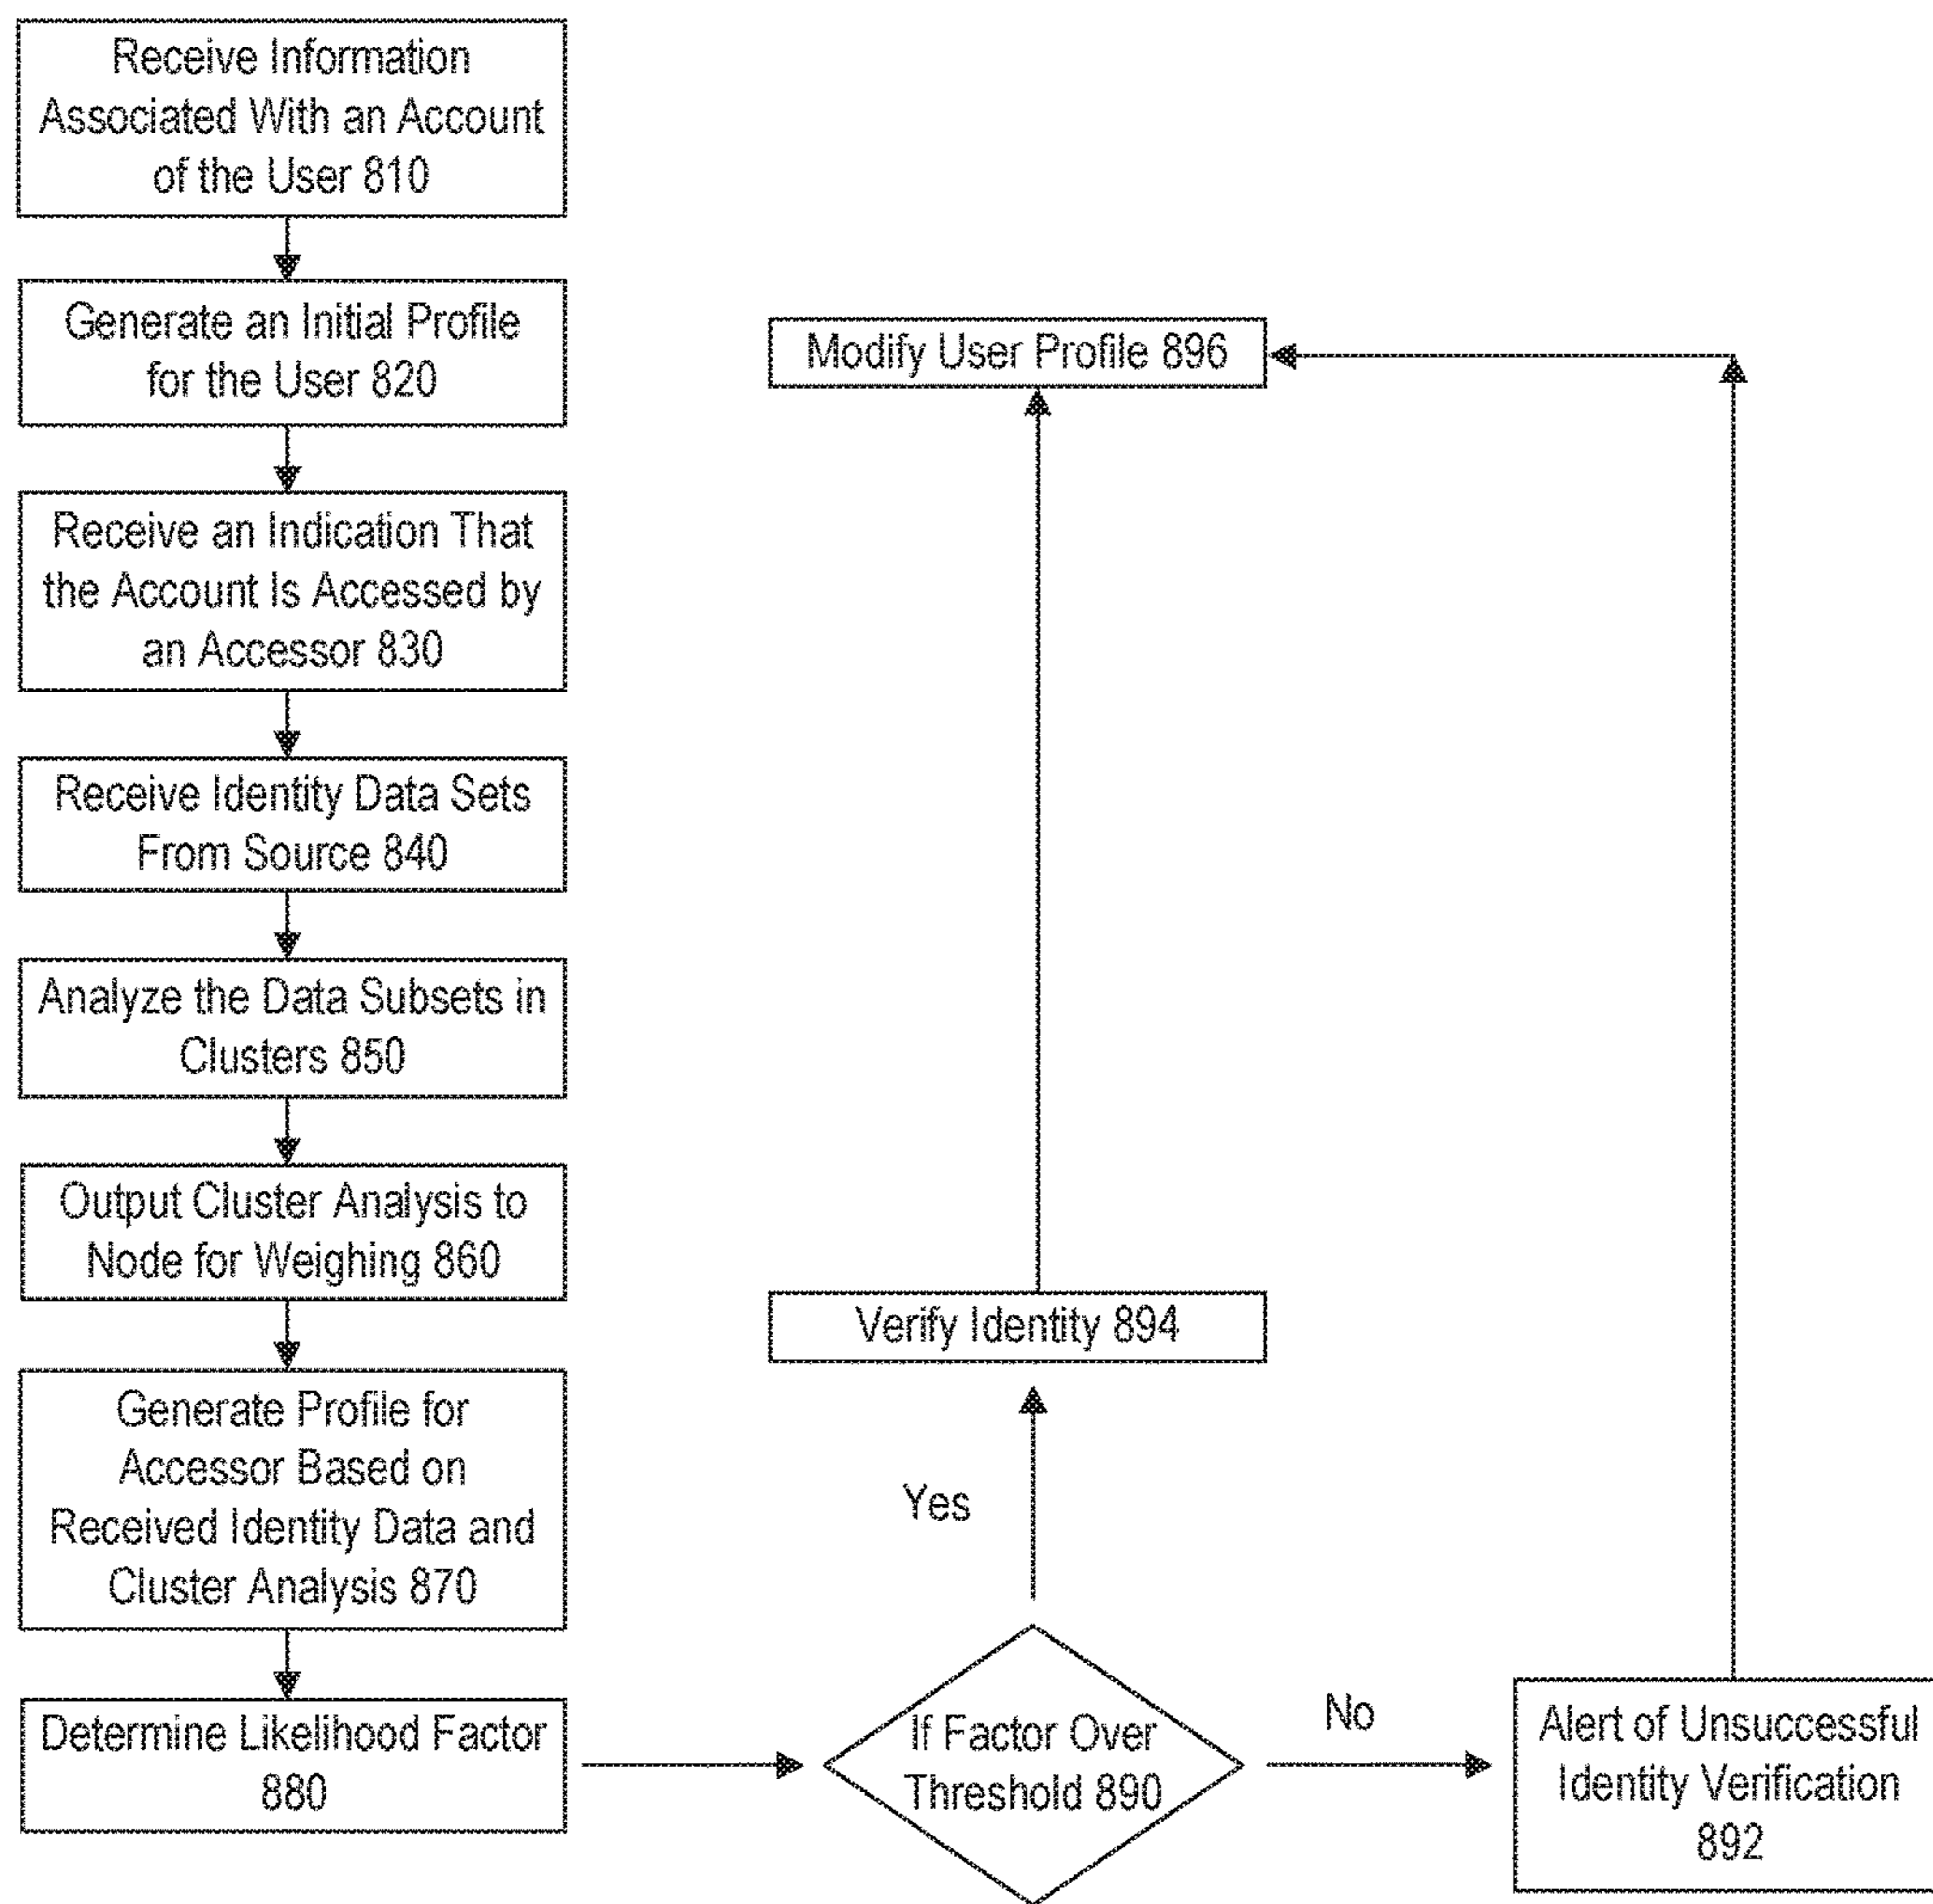 Receive Information
Associated With an Account
of the User 810
Generate an Initial Profile
for the User 820
Receive an Indication That
the Account Is Accessed by
an Accessor 830
Receive Identity Data Sets
From Source 840
Analyze the Data Subsets in
Clusters 850
Output Cluster Analysis to
Node for Weighing 860
Generate Profile for
Accessor Based on
Received Identity Data and
Cluster Analysis 870
Determine Likelihood Factor
880
If Factor Over
Threshold 890
Yes
No
Verify Identity 894
Modify User Profile 896
Alert of Unsuccessful
Identity Verification
892